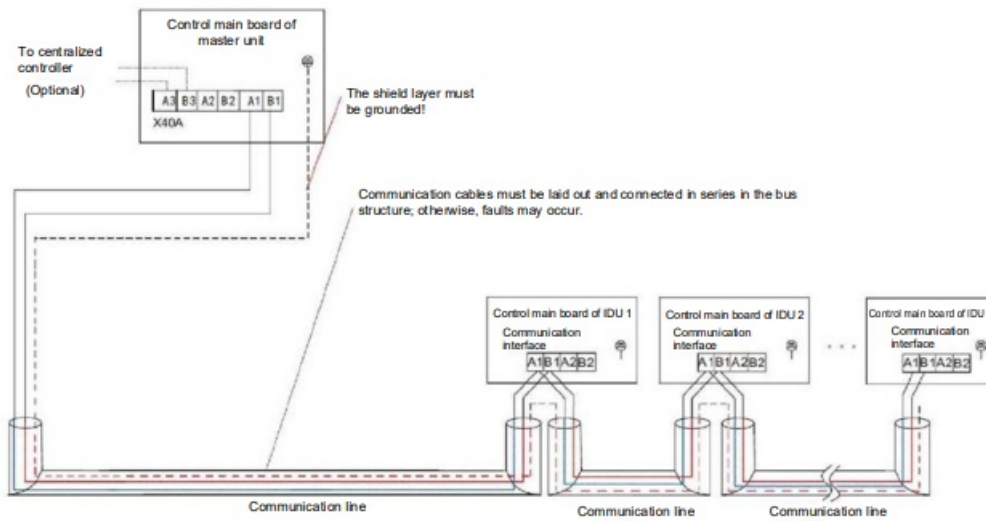 Control main board of
master unit
To centralized
controller
(Optional)
A3 B3 A2 B2 A1 B1
X40A
The shield layer must
be grounded!
Communication cables must be laid out and connected in series in the bus
structure; otherwise, faults may occur.
Control main board of IDU 1
Communication
interface
A1 B1 A2 B2
Control main board of IDU 2
Communication
interface
A1 B1 A2 B2
. . .
Control main board of IDU
Communication
interface
A1 B1 A2 B2
Communication line
Communication line
Communication line